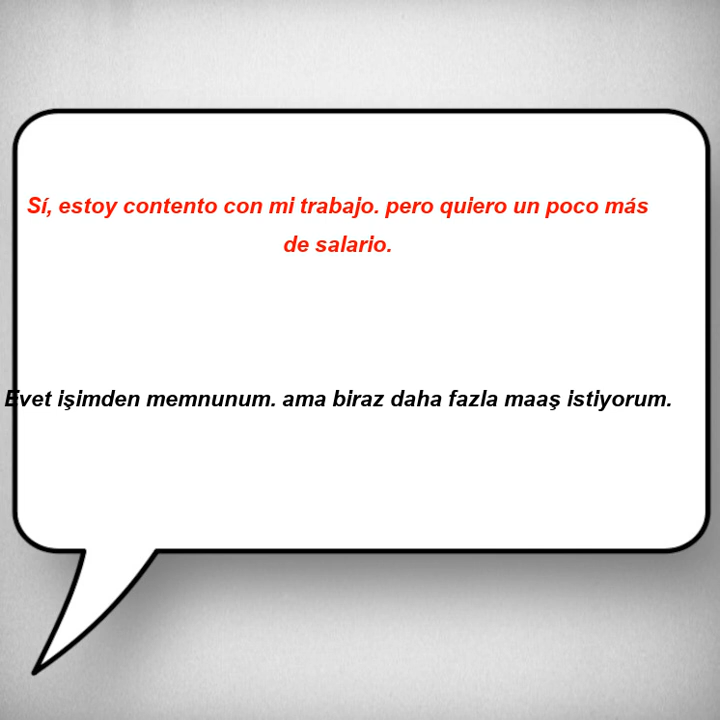 Sí, estoy contento con mi trabajo. pero quiero un poco más
de salario.
Evet işimden memnunum. ama biraz daha fazla maaş istiyorum.